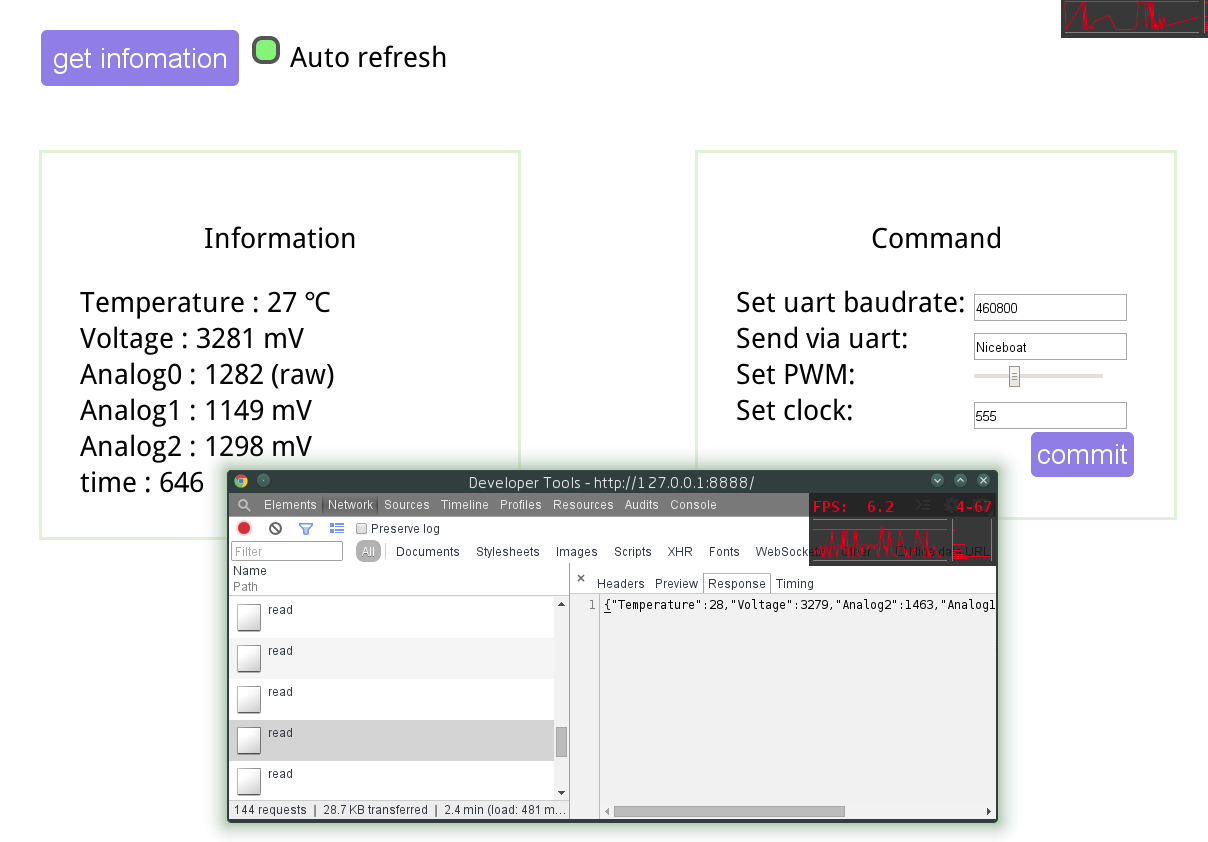 get infomation
Auto refresh
Information
Temperature : 27 ℃
Voltage : 3281 mV
Analog0 : 1282 (raw)
Analog1 : 1149 mV
Analog2 : 1298 mV
time : 646
Command
Set uart baudrate: 460800
Send via uart: Niceboat
Set PWM:
Set clock: 555
commit
Developer Tools - http://127.0.0.1:8888/
Elements Network Sources Timeline Profiles Resources Audits Console
FPS: 6.2 4-67
Preserve log
Filter All Documents Stylesheets Images Scripts XHR Fonts WebSocke
Name
Path
Headers Preview Response Timing
read
read
read
read
read
1 {"Temperature":28,"Voltage":3279,"Analog2":1463,"Analog1
144 requests | 28.7 KB transferred | 2.4 min (load: 481 m...